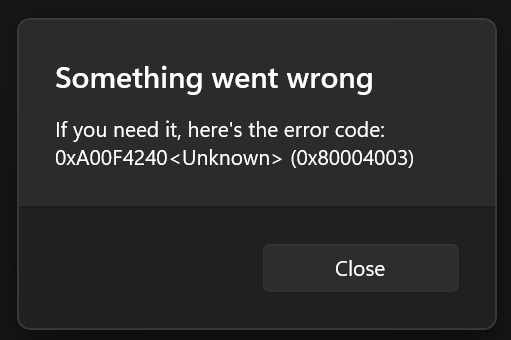 Something went wrong
If you need it, here's the error code:
0xA00F4240<Unknown> (0x80004003)
Close